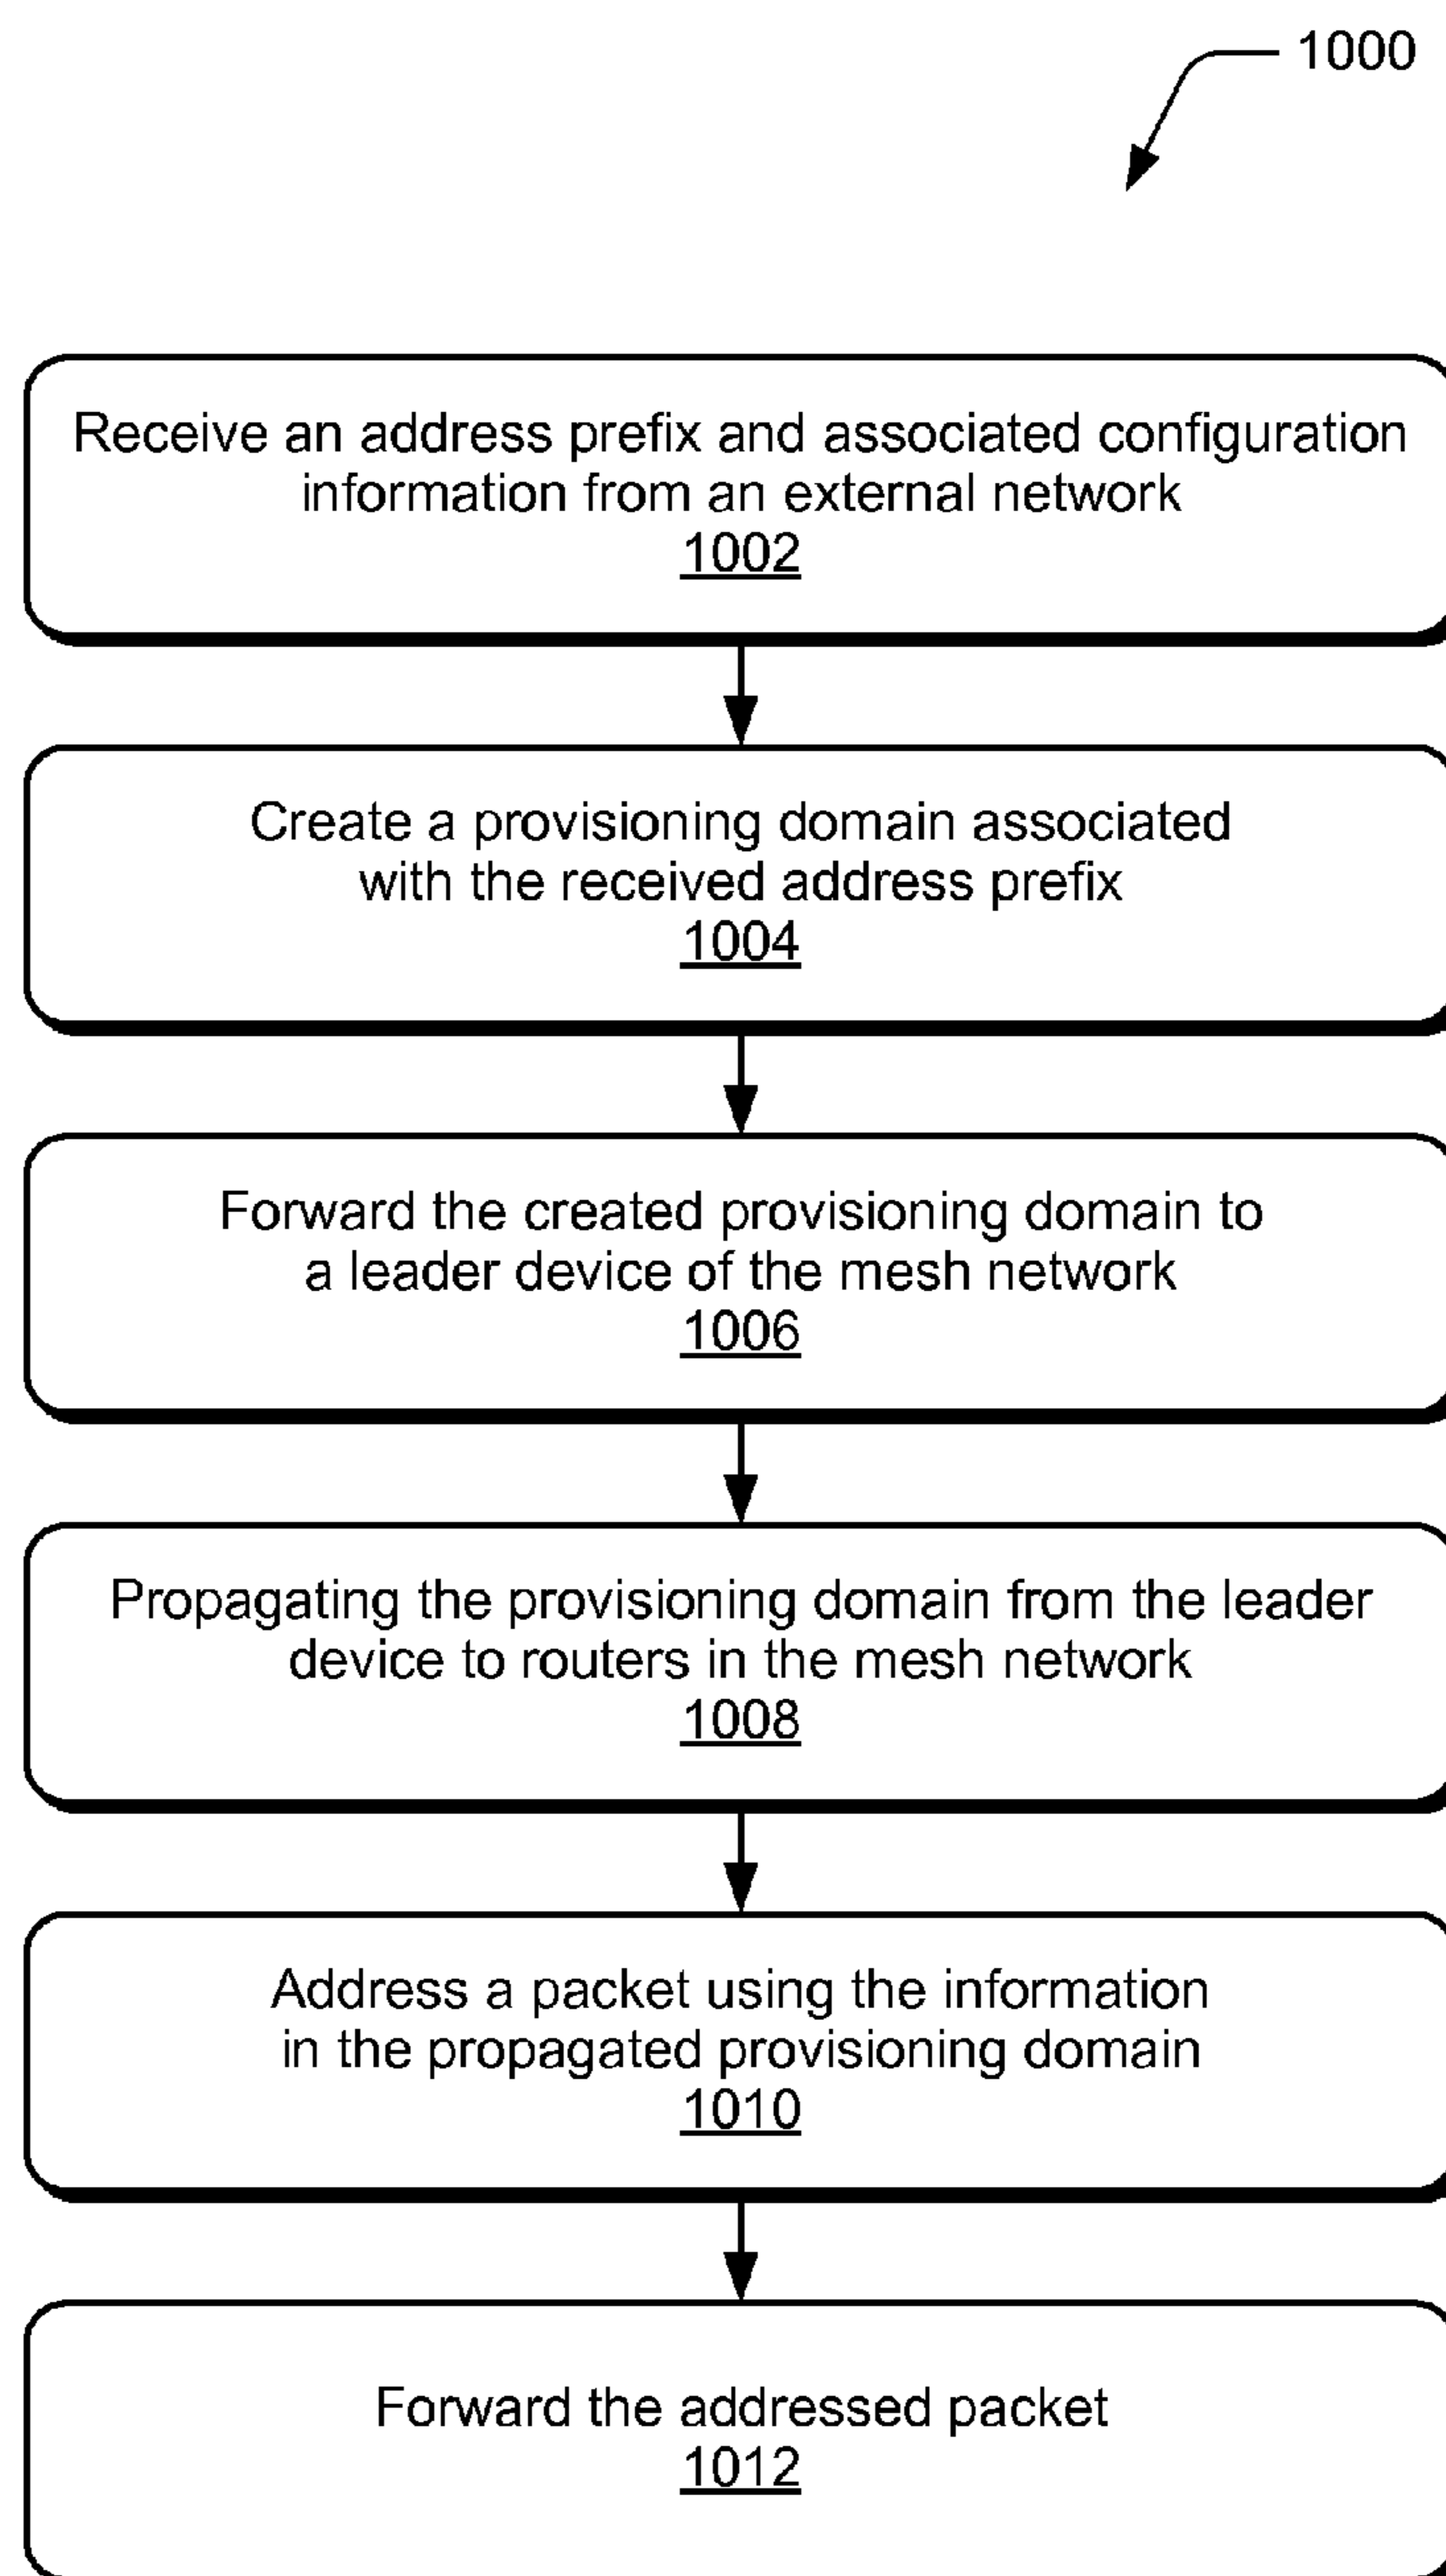 1000
Receive an address prefix and associated configuration
information from an external network
1002
Create a provisioning domain associated
with the received address prefix
1004
Forward the created provisioning domain to
a leader device of the mesh network
1006
Propagating the provisioning domain from the leader
device to routers in the mesh network
1008
Address a packet using the information
in the propagated provisioning domain
1010
Forward the addressed packet
1012